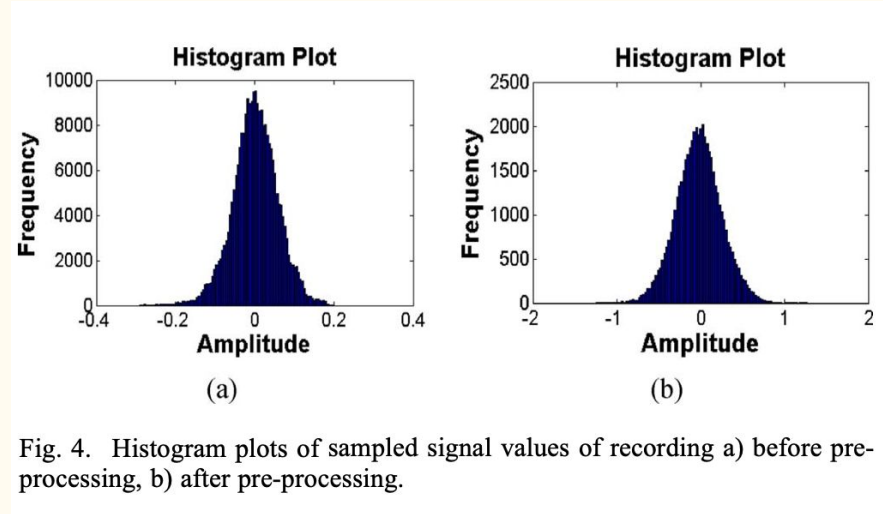 Histogram Plot
10000
8000
6000
4000
2000
0
Frequency
-0.4 -0.2 0 0.2 0.4
Amplitude
(a)
Histogram Plot
2500
2000
1500
1000
500
0
Frequency
-2 -1 0 1 2
Amplitude
(b)
Fig. 4. Histogram plots of sampled signal values of recording a) before pre-
processing, b) after pre-processing.